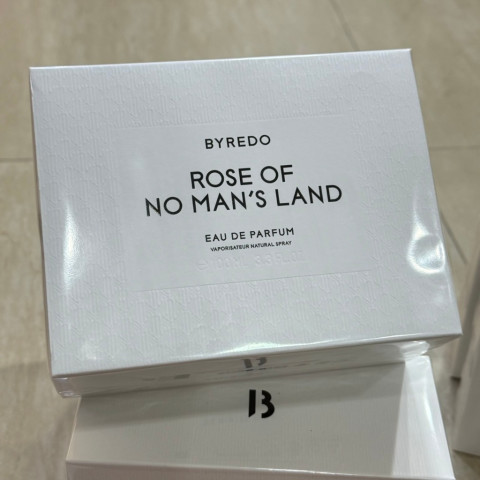 BYREDO
ROSE OF
NO MAN'S LAND
EAU DE PARFUM
VAPORISATEUR NATURAL SPRAY
B
B